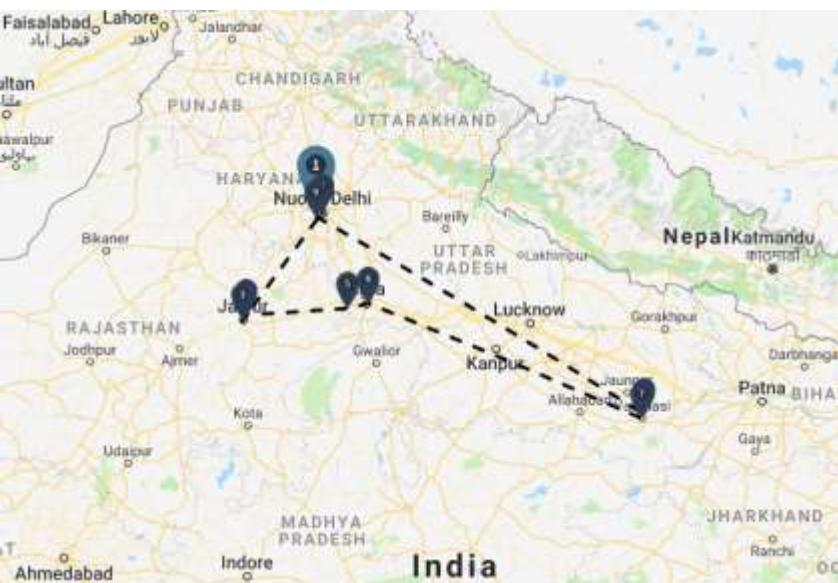 Faisalabad
فیصل آباد
Lahore
لاہور
Jalandhar
CHANDIGARH
PUNJAB
UTTARAKHAND
HARYANA
Delhi
Bareilly
Bikaner
UTTAR
PRADESH
Lakhimpur
Nepal
Katmandu
काठमाडौं
RAJASTHAN
Lucknow
Gorakhpur
Jodhpur
Ajmer
Gwalior
Kanpur
Darbhanga
Allahabad
Patna
BIHA
Kota
Gaya
Udaipur
MADHYA
PRADESH
JHARKHAND
Ranchi
Ahmedabad
Indore
India